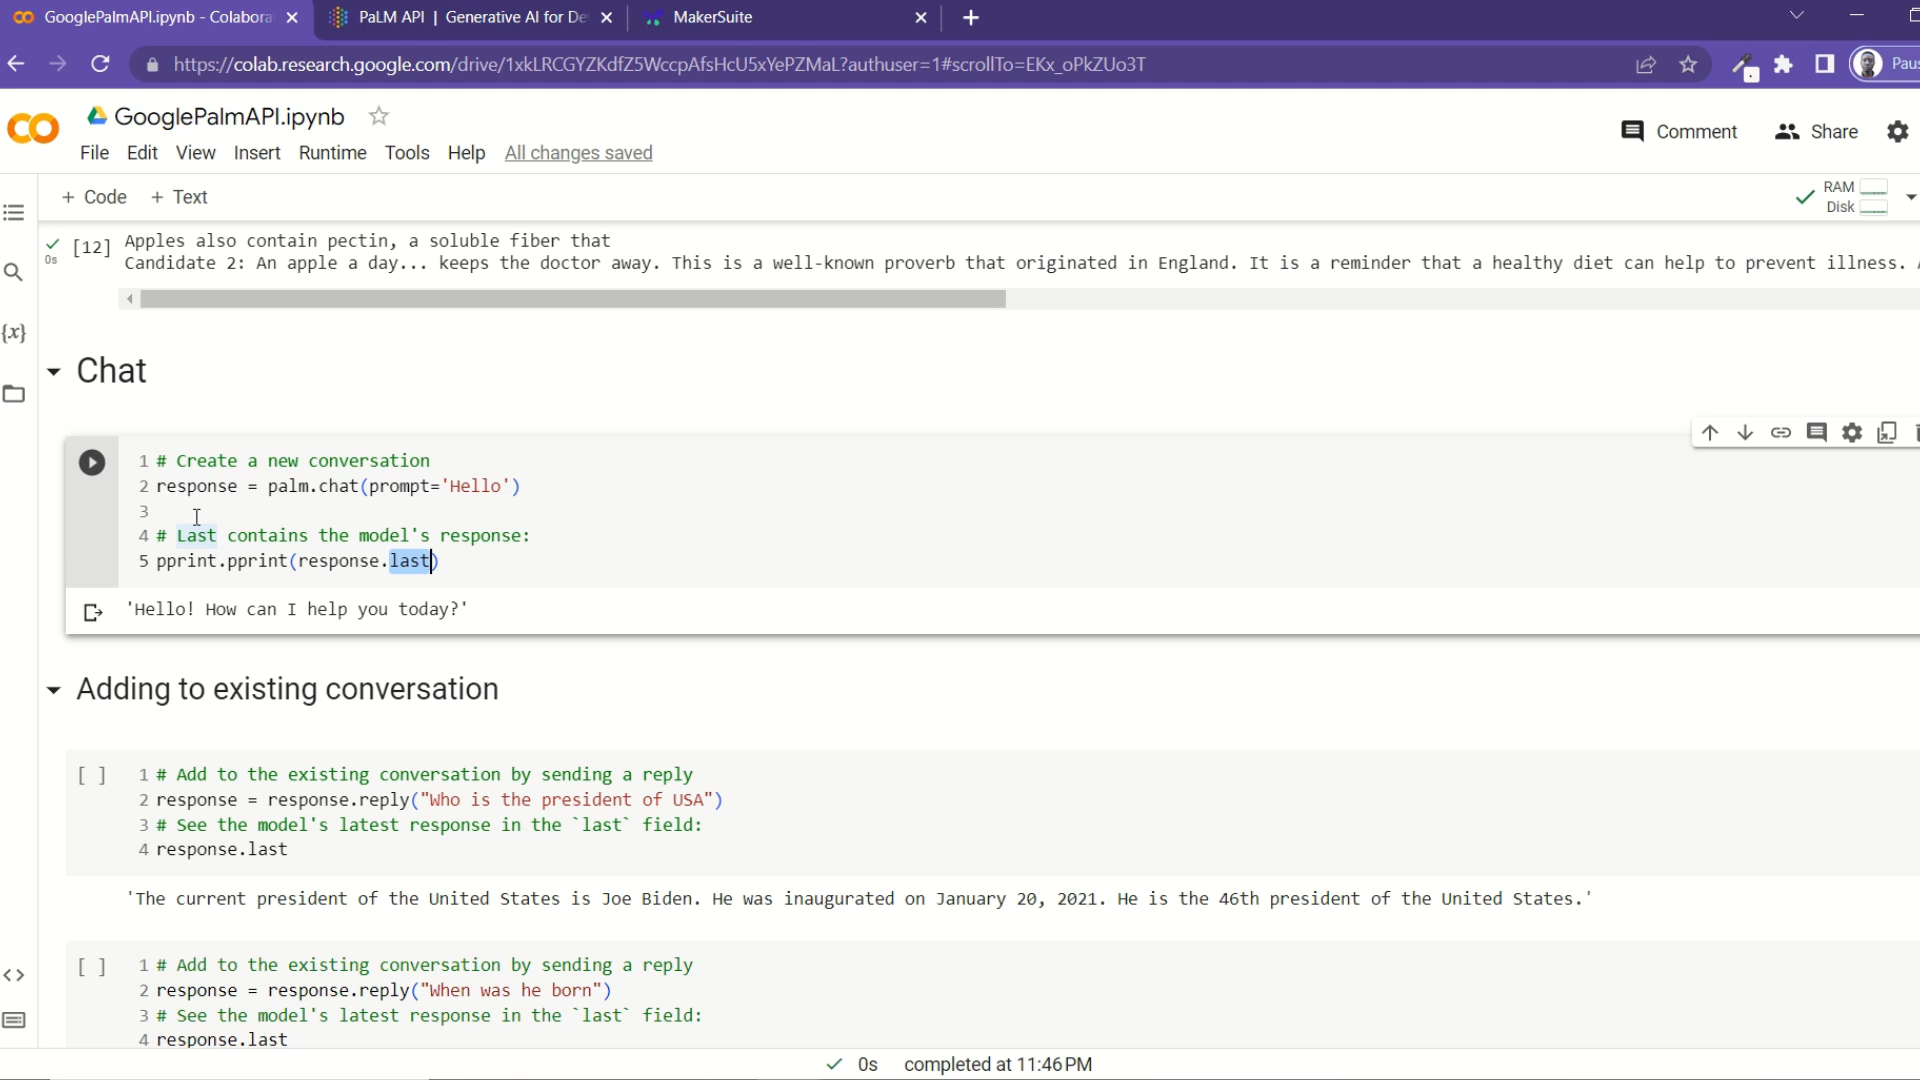 GooglePalmAPI.ipynb - Colabora
PaLM API | Generative AI for De
MakerSuite
https://colab.research.google.com/drive/1xkLRCGYZKdfZ5WccpAfsHcU5xYePZMaL?authuser=1#scrollTo=EKx_oPkZUo3T
Paus
GooglePalmAPI.ipynb
Comment
Share
File Edit View Insert Runtime Tools Help All changes saved
+ Code + Text
RAM
Disk
[12] Apples also contain pectin, a soluble fiber that
0s
Candidate 2: An apple a day... keeps the doctor away. This is a well-known proverb that originated in England. It is a reminder that a healthy diet can help to prevent illness.
{x}
Chat
1 # Create a new conversation
2 response = palm.chat(prompt='Hello')
3
4 # Last contains the model's response:
5 pprint.pprint(response.last)
'Hello! How can I help you today?'
Adding to existing conversation
[ ] 1 # Add to the existing conversation by sending a reply
2 response = response.reply("Who is the president of USA")
3 # See the model's latest response in the `last` field:
4 response.last
'The current president of the United States is Joe Biden. He was inaugurated on January 20, 2021. He is the 46th president of the United States.'
[ ] 1 # Add to the existing conversation by sending a reply
2 response = response.reply("When was he born")
3 # See the model's latest response in the `last` field:
4 response.last
0s completed at 11:46 PM